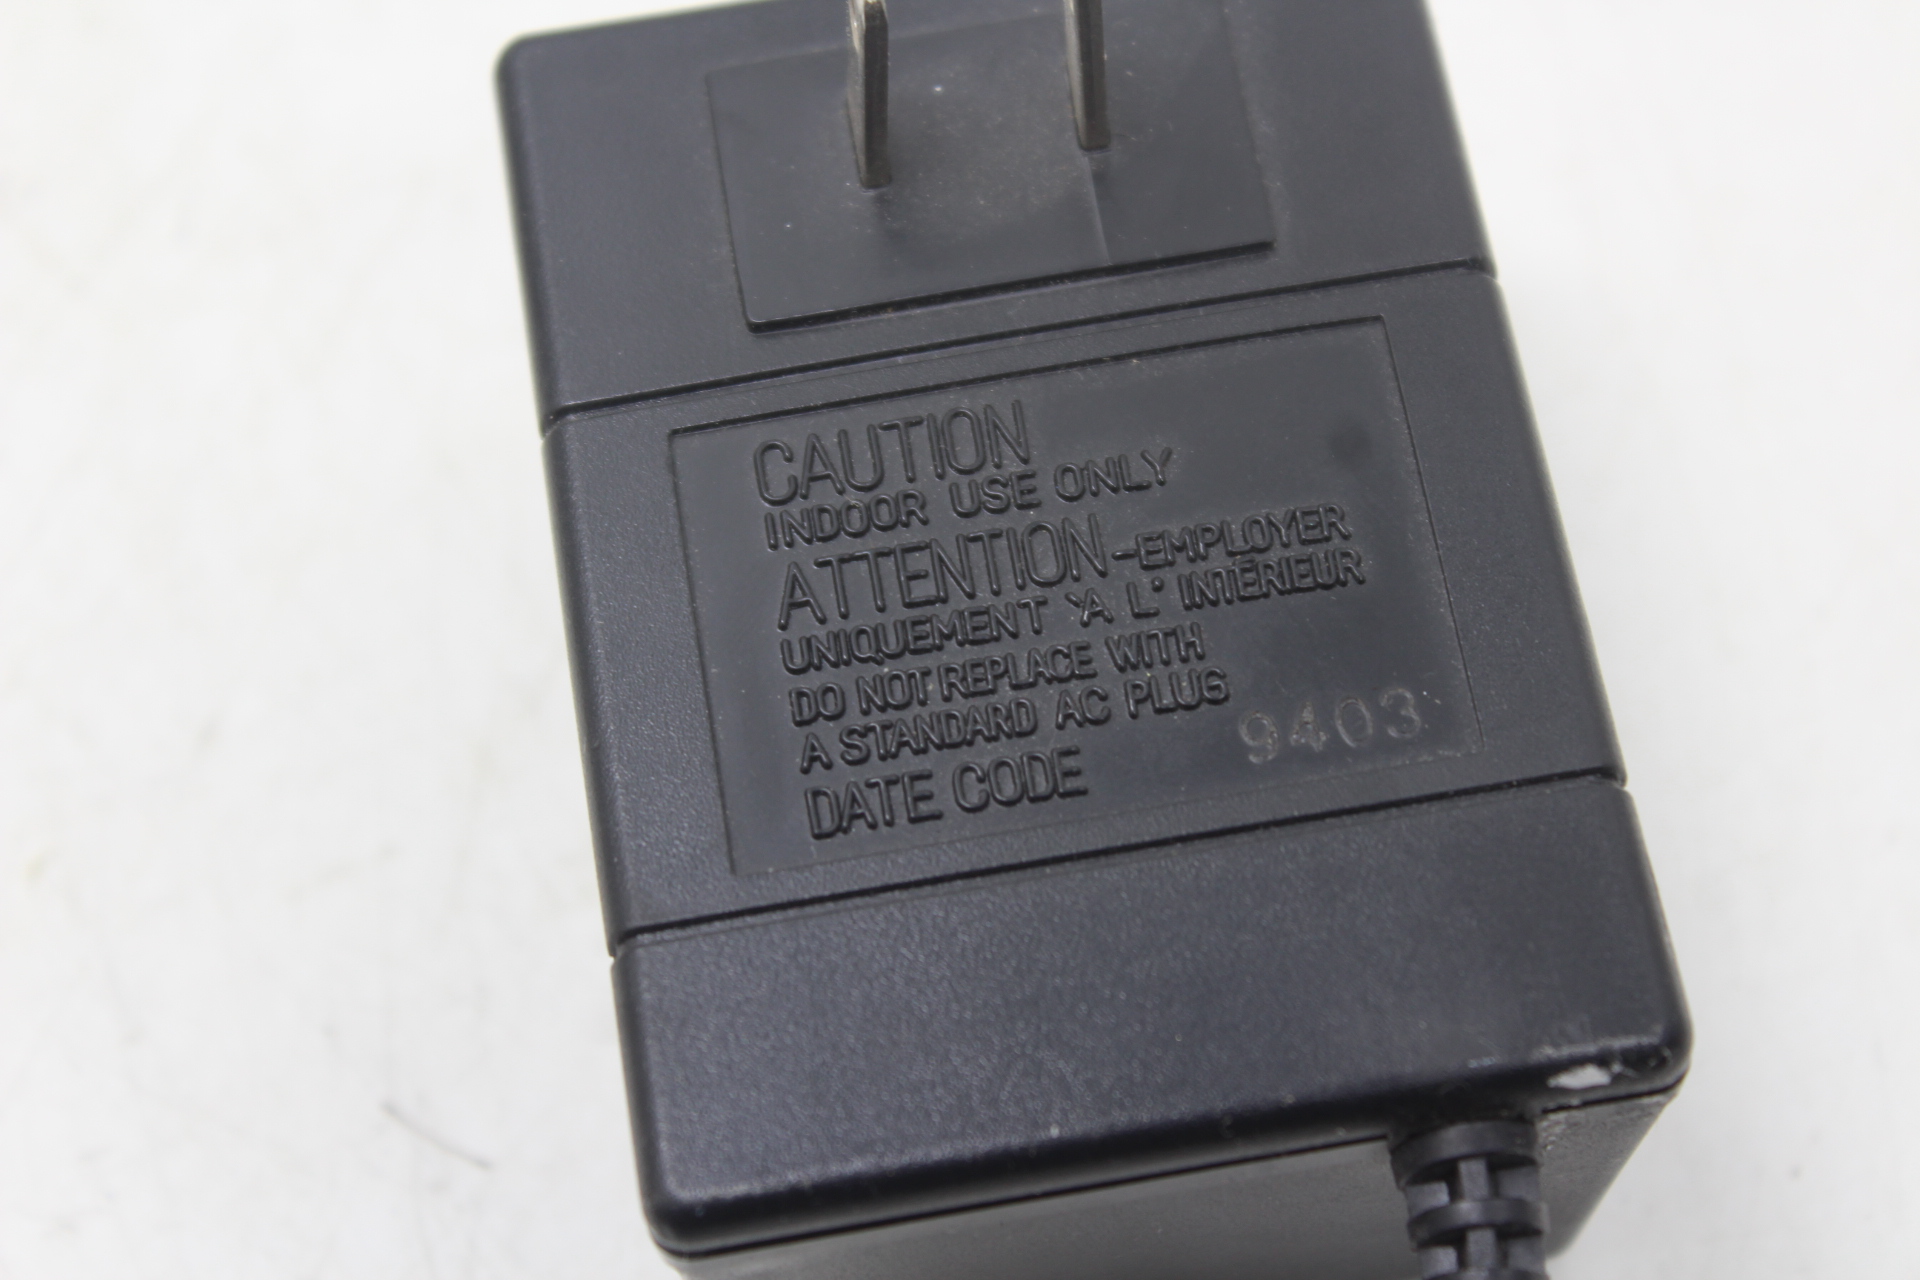 CAUTION
INDOOR USE ONLY
ATTENTION-EMPLOYER
UNIQUEMENT À L' INTÉRIEUR
DO NOT REPLACE WITH
A STANDARD AC PLUG
DATE CODE 9403